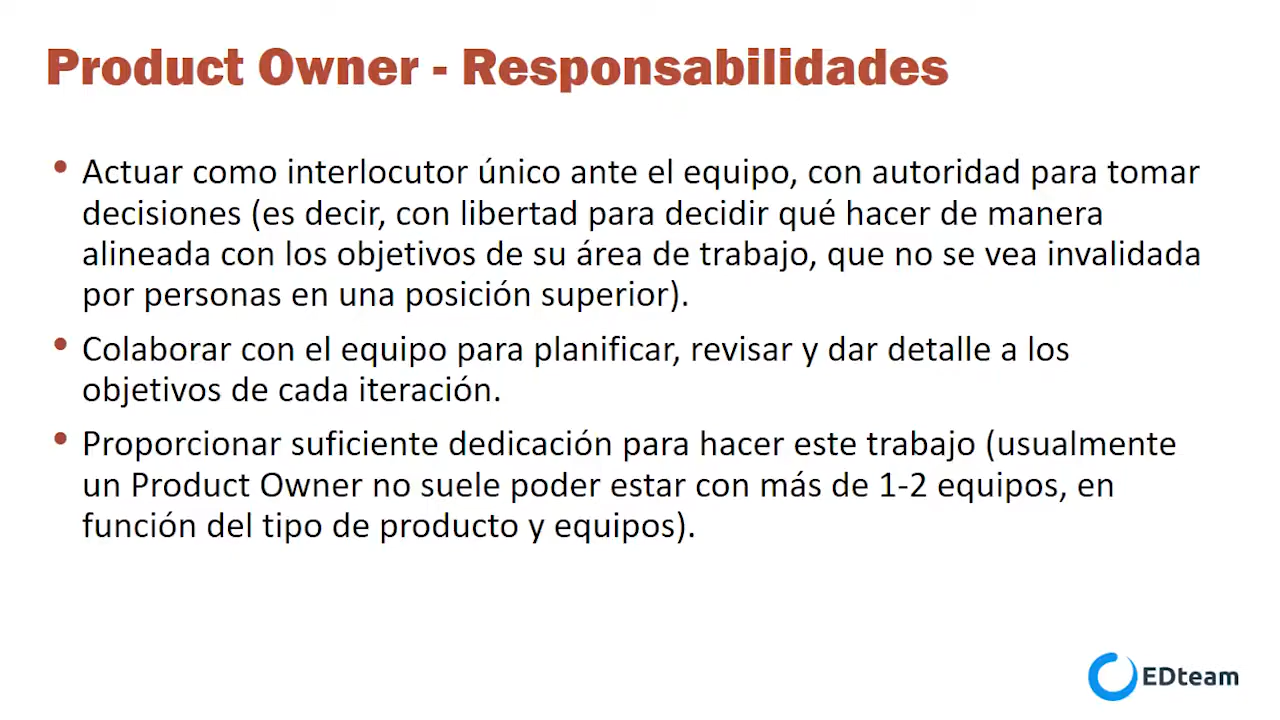 Product Owner - Responsabilidades
• Actuar como interlocutor único ante el equipo, con autoridad para tomar
decisiones (es decir, con libertad para decidir qué hacer de manera
alineada con los objetivos de su área de trabajo, que no se vea invalidada
por personas en una posición superior).
• Colaborar con el equipo para planificar, revisar y dar detalle a los
objetivos de cada iteración.
• Proporcionar suficiente dedicación para hacer este trabajo (usualmente
un Product Owner no suele poder estar con más de 1-2 equipos, en
función del tipo de producto y equipos).
EDteam